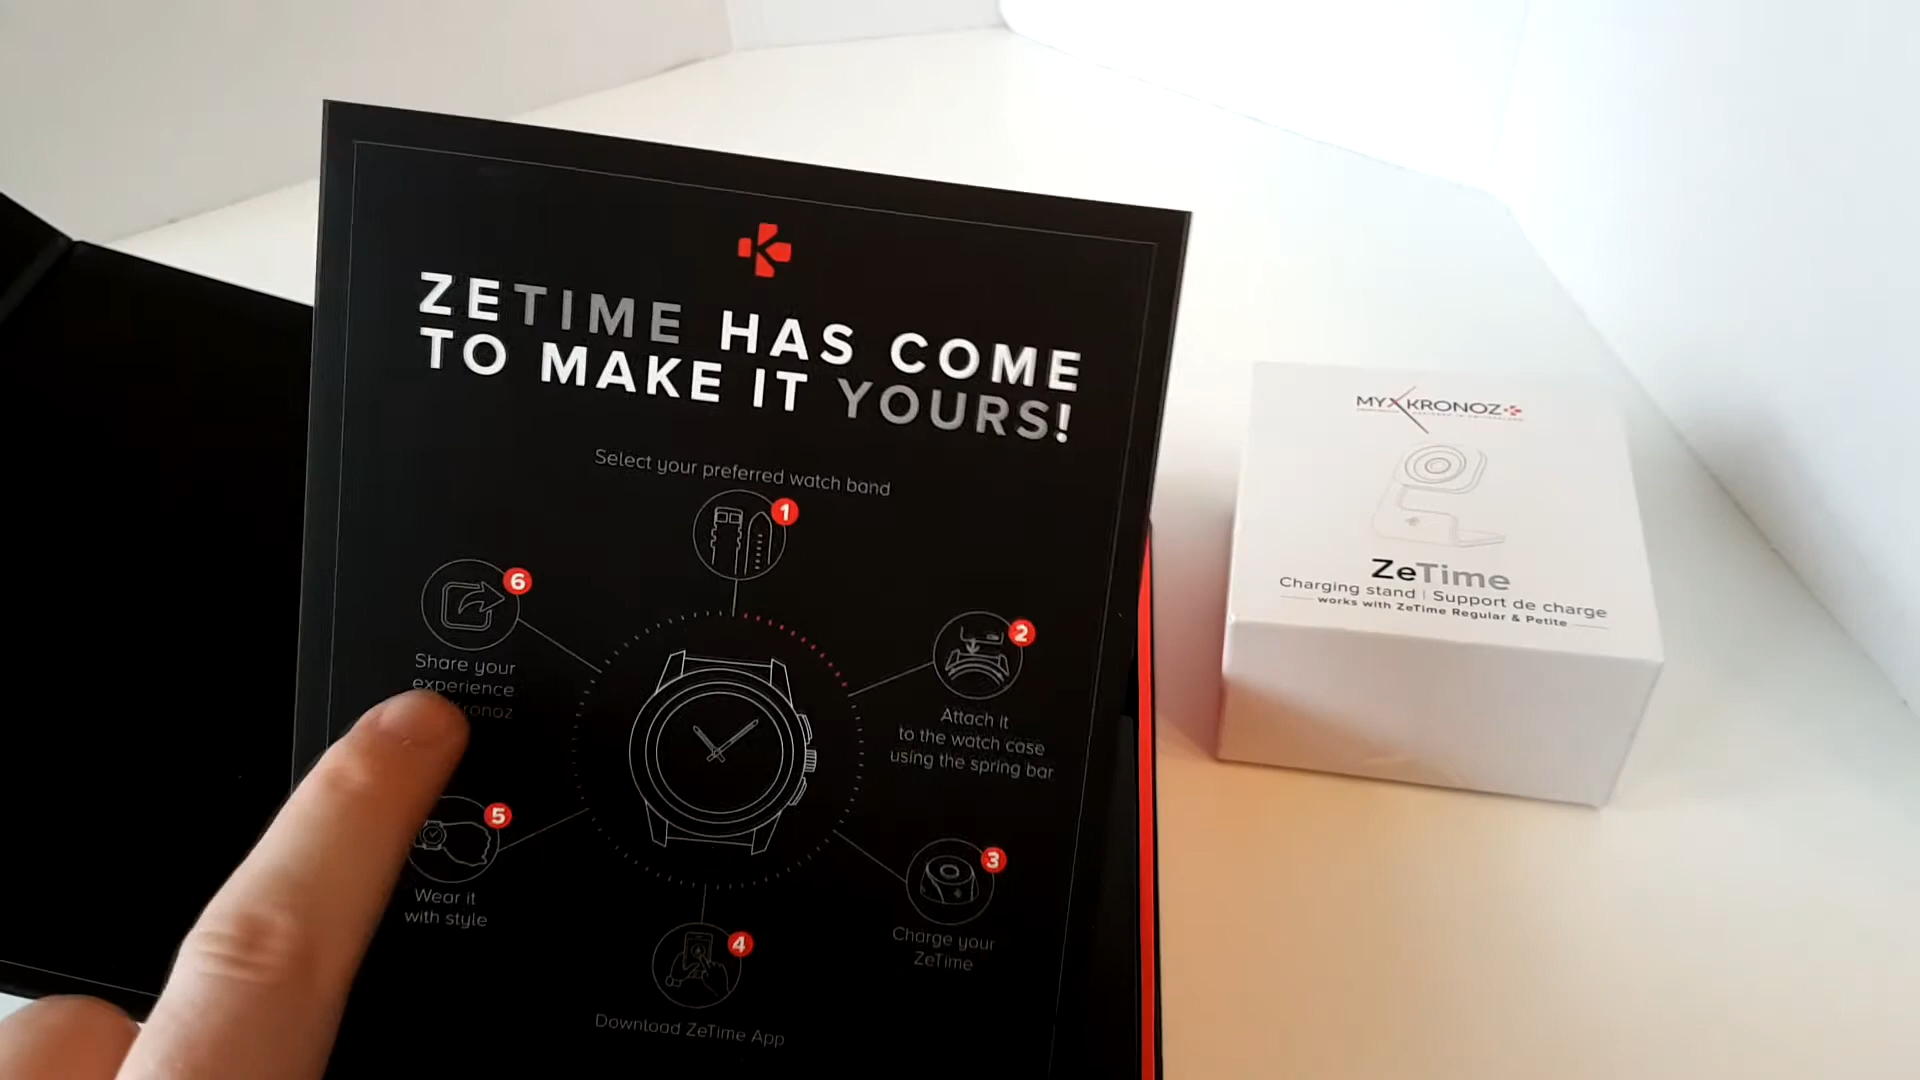 ZETIME HAS COME
TO MAKE IT YOURS!
Select your preferred watch band
1
2
Attach it
to the watch case
using the spring bar
3
Charge your
ZeTime
4
Download ZeTime App
5
Wear it
with style
6
Share your
experience
MYKRONOZ
ZeTime
Charging stand | Support de charge
works with ZeTime Regular & Petite